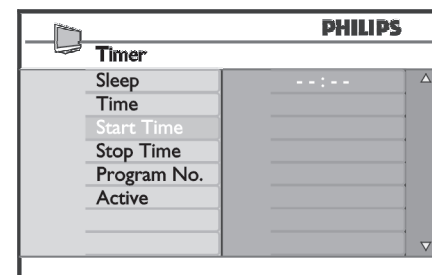 PHILIPS
Timer
Sleep --:--
Time
Start Time
Stop Time
Program No.
Active